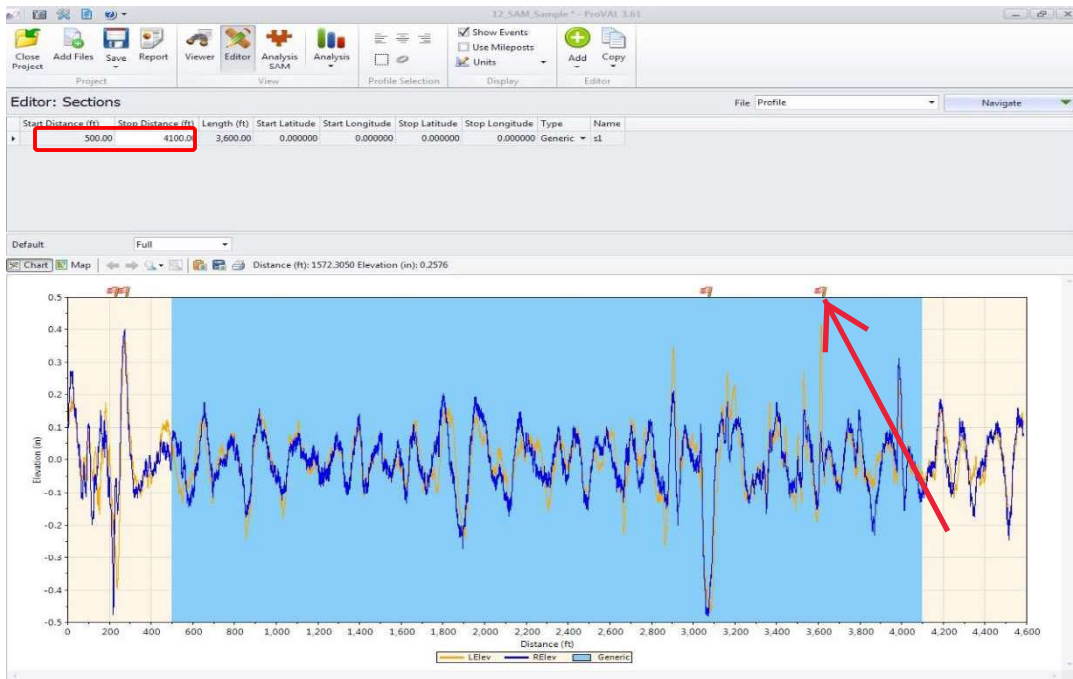 12_SAM_Sample * - ProVAL 3.61
Close Project
Add Files
Save
Report
Viewer
Editor
Analysis SAM
Analysis
Show Events
Use Mileposts
Units
Add
Copy
Project
View
Profile Selection
Display
Editor
Editor: Sections
File Profile
Navigate
Start Distance (ft) Stop Distance (ft) Length (ft) Start Latitude Start Longitude Stop Latitude Stop Longitude Type Name
500.00 4100.00 3,600.00 0.000000 0.000000 0.000000 0.000000 Generic s1
Default Full
Chart Map Distance (ft): 1572.3050 Elevation (in): 0.2576
0.5
0.4
0.3
0.2
0.1
0.0
-0.1
-0.2
-0.3
-0.4
-0.5
Elevation (in)
0 200 400 600 800 1,000 1,200 1,400 1,600 1,800 2,000 2,200 2,400 2,600 2,800 3,000 3,200 3,400 3,600 3,800 4,000 4,200 4,400 4,600
Distance (ft)
LElev RElev Generic